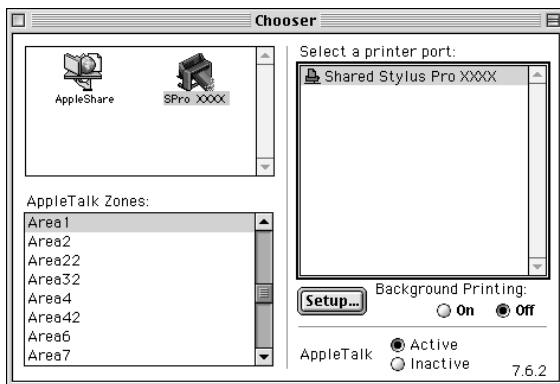 Chooser
AppleShare
SPro XXXX
AppleTalk Zones:
Area1
Area2
Area22
Area32
Area4
Area42
Area6
Area7
Select a printer port:
Shared Stylus Pro XXXX
Setup...
Background Printing:
On Off
AppleTalk
Active
Inactive
7.6.2